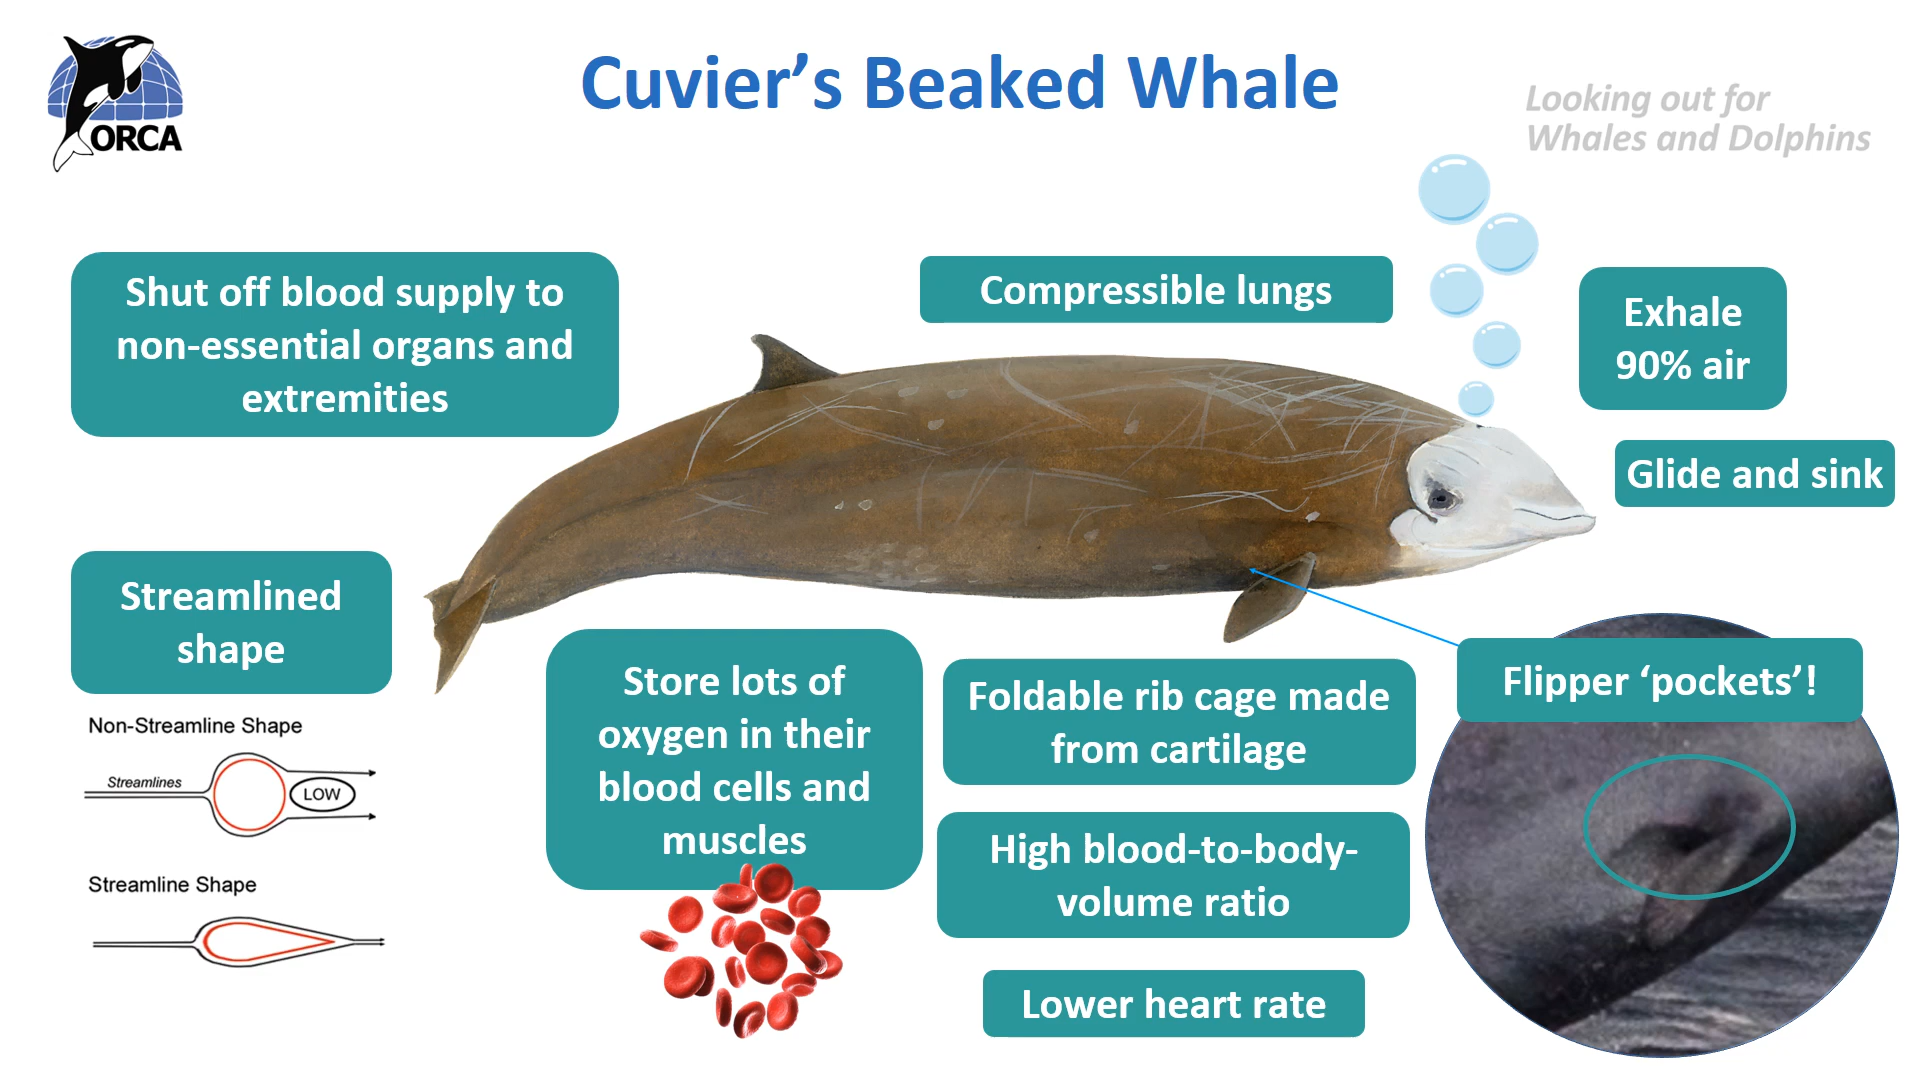 ORCA
Cuvier’s Beaked Whale
Looking out for
Whales and Dolphins
Shut off blood supply to
non-essential organs and
extremities
Compressible lungs
Exhale
90% air
Glide and sink
Streamlined
shape
Non-Streamline Shape
Streamlines
LOW
Streamline Shape
Store lots of
oxygen in their
blood cells and
muscles
Foldable rib cage made
from cartilage
High blood-to-body-
volume ratio
Lower heart rate
Flipper ‘pockets’!